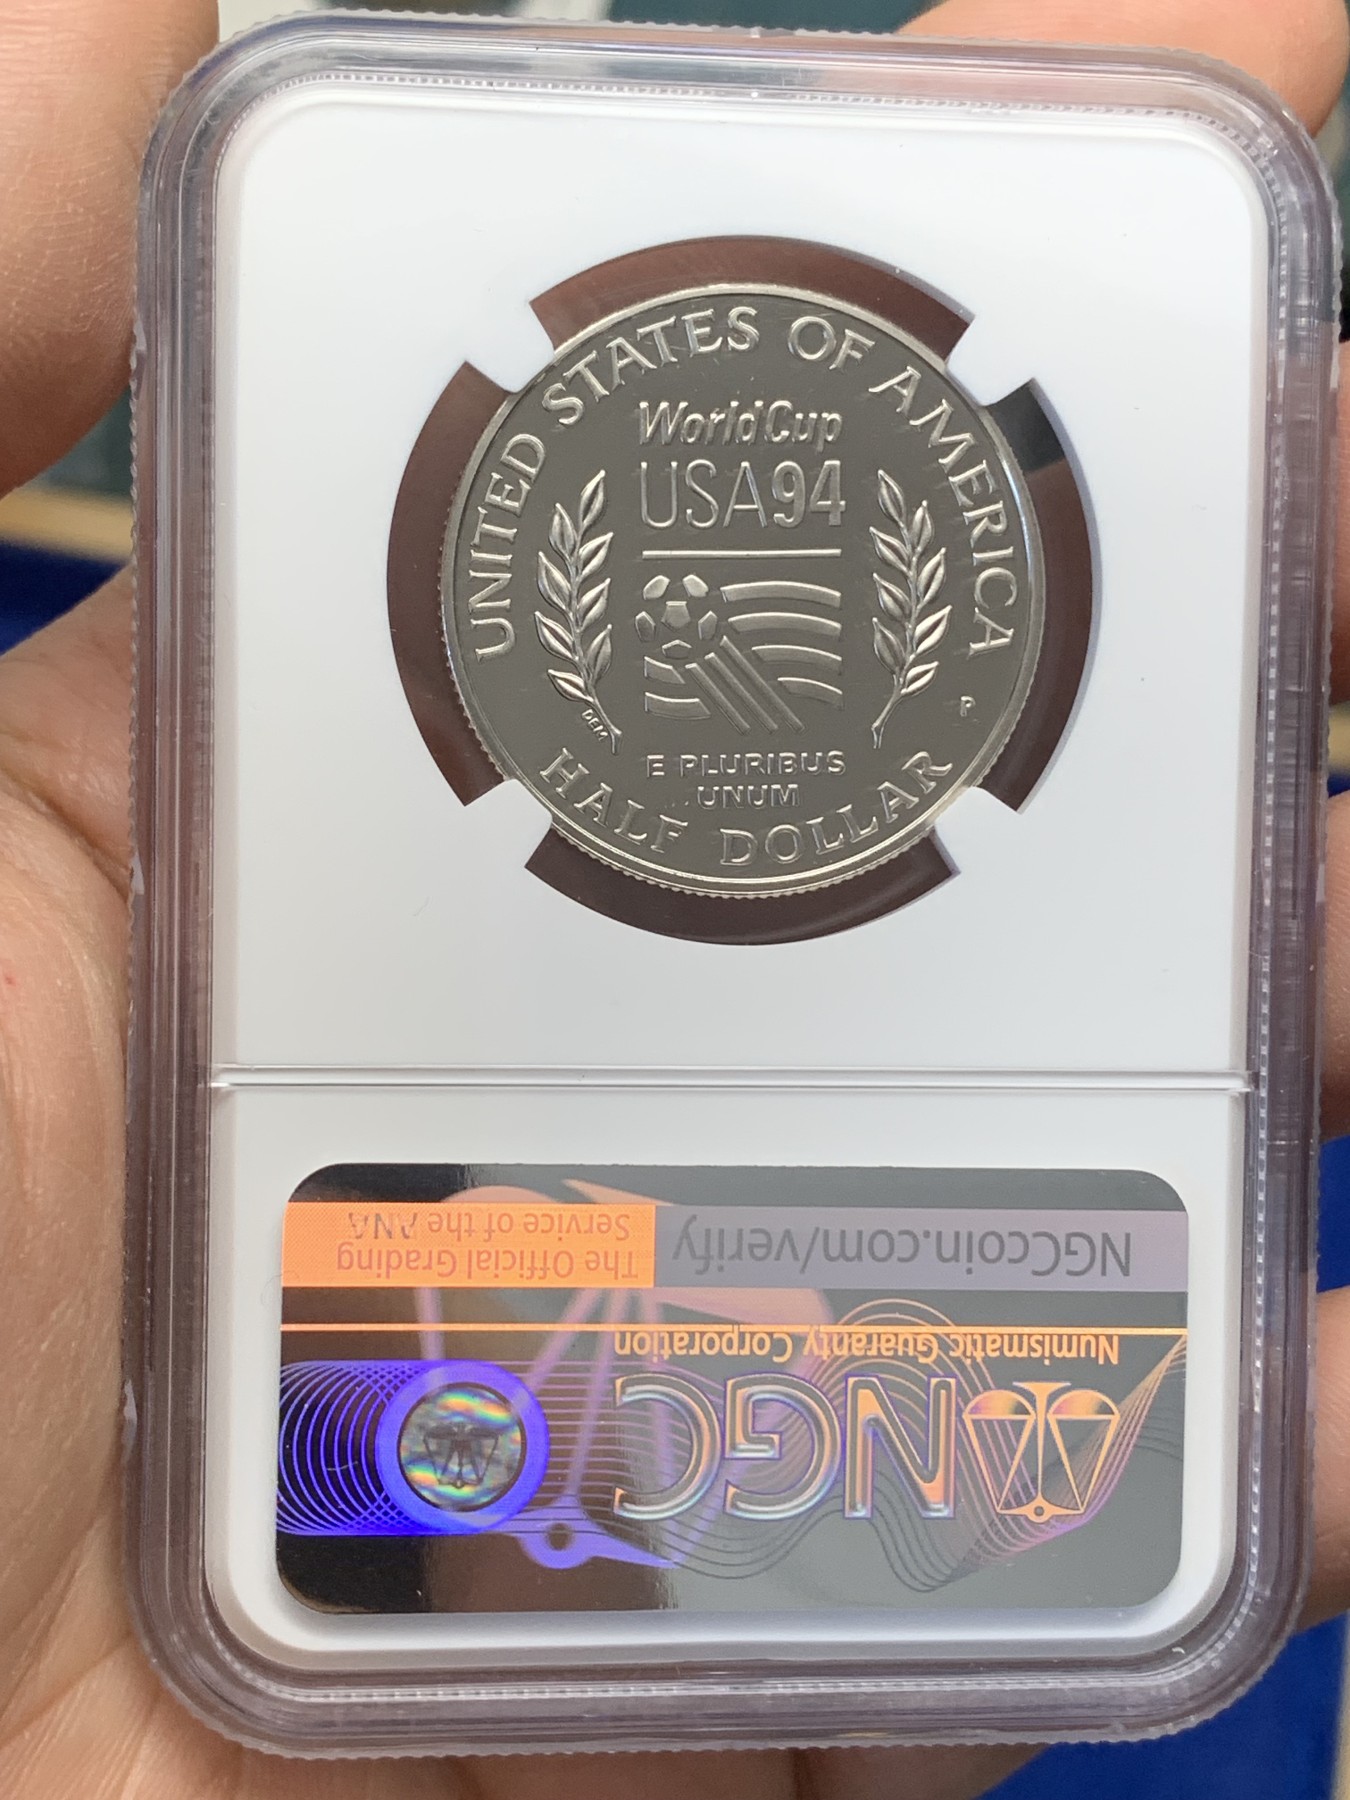 UNITED STATES OF AMERICA
WorldCup
USA94
DEM
P
E PLURIBUS
UNUM
HALF DOLLAR
NGC
Numismatic Guaranty Corporation
NGCcoin.com/verify
The Official Grading
Service of the ANA